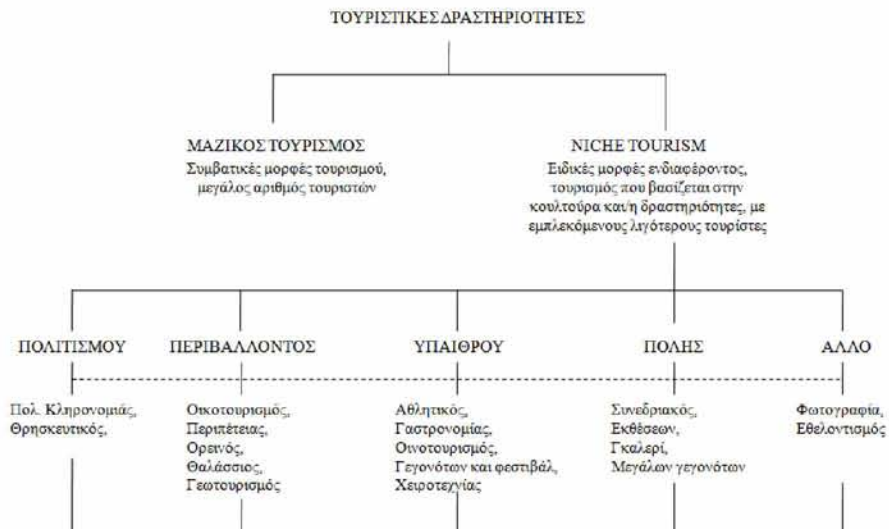 ΤΟΥΡΙΣΤΙΚΕΣ ΔΡΑΣΤΗΡΙΟΤΗΤΕΣ
ΜΑΖΙΚΟΣ ΤΟΥΡΙΣΜΟΣ
Συμβατικές μορφές τουρισμού,
μεγάλος αριθμός τουριστών
NICHE TOURISM
Ειδικές μορφές ενδιαφέροντος,
τουρισμός που βασίζεται στην
κουλτούρα και/η δραστηριότητες, με
εμπλεκόμενους λιγότερους τουρίστες
ΠΟΛΙΤΙΣΜΟΥ
Πολ. Κληρονομιάς,
Θρησκευτικός,
ΠΕΡΙΒΑΛΛΟΝΤΟΣ
Οικοτουρισμός,
Περιπέτειας,
Ορεινός,
Θαλάσσιος,
Γεωτουρισμός
ΥΠΑΙΘΡΟΥ
Αθλητικός,
Γαστρονομίας,
Οινοτουρισμός,
Γεγονότων και φεστιβάλ,
Χειροτεχνίας
ΠΟΛΗΣ
Συνεδριακός,
Εκθέσεων,
Γκαλερί,
Μεγάλων γεγονότων
ΑΛΛΟ
Φωτογραφία,
Εθελοντισμός